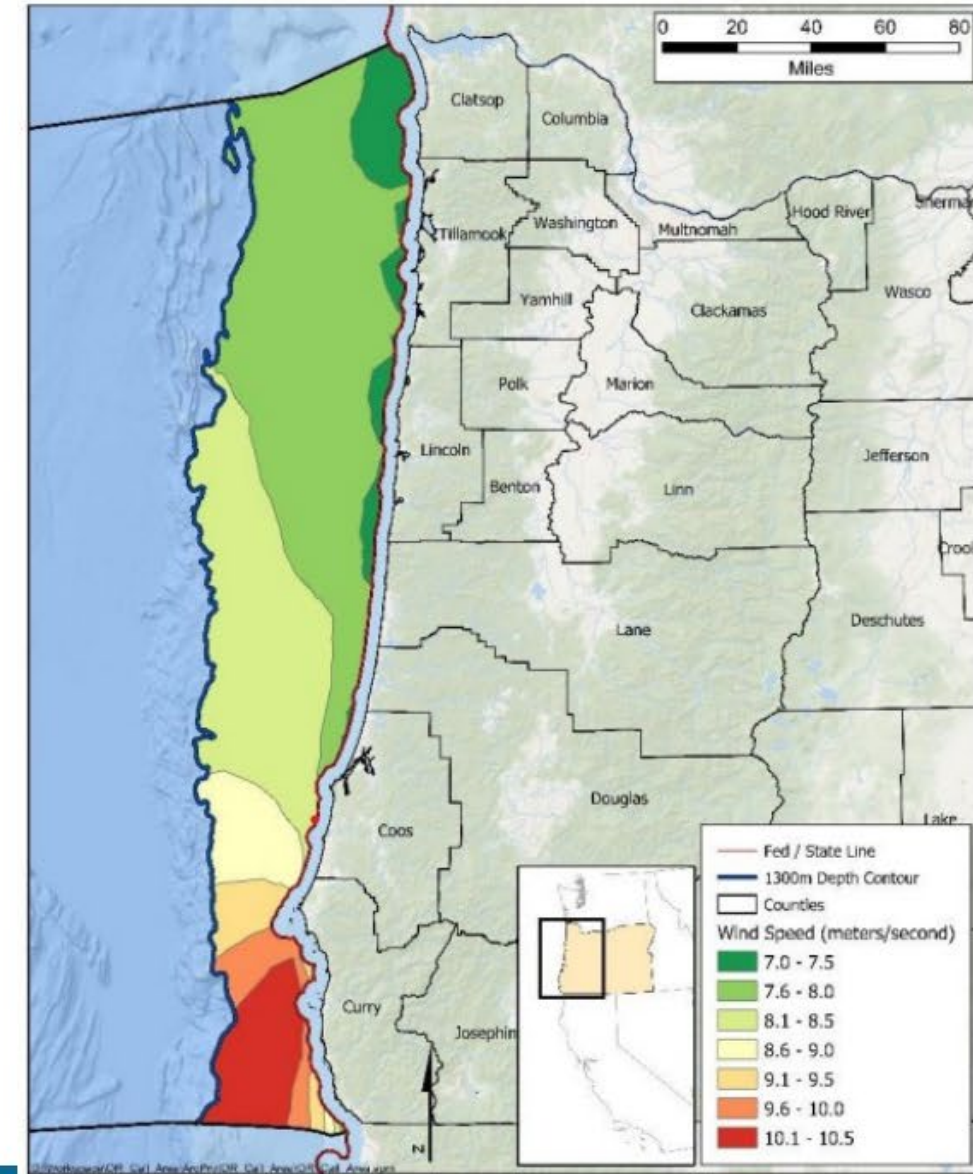 0 20 40 60 80
Miles
Clatsop
Columbia
Hood River
Sherman
Tillamook
Washington
Multnomah
Wasco
Yamhill
Clackamas
Polk
Marion
Lincoln
Jefferson
Benton
Linn
Crook
Lane
Deschutes
Douglas
Coos
Lake
Curry
Josephin
N
Fed / State Line
1300m Depth Contour
Counties
Wind Speed (meters/second)
7.0 - 7.5
7.6 - 8.0
8.1 - 8.5
8.6 - 9.0
9.1 - 9.5
9.6 - 10.0
10.1 - 10.5